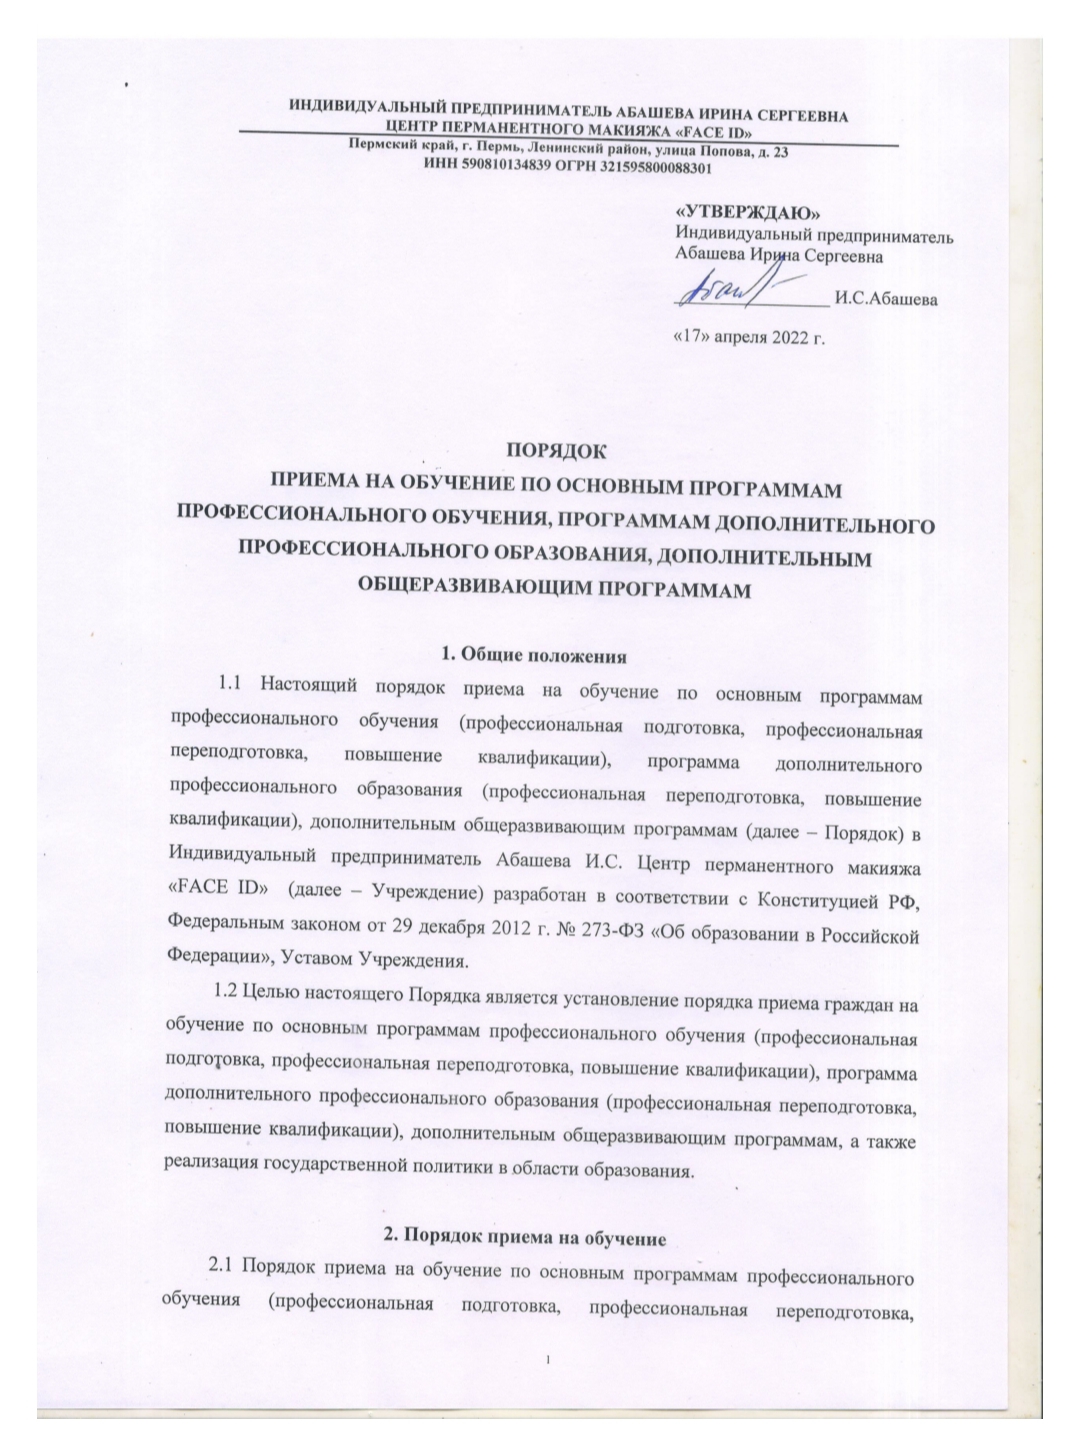 ИНДИВИДУАЛЬНЫЙ ПРЕДПРИНИМАТЕЛЬ АБАШЕВА ИРИНА СЕРГЕЕВНА
ЦЕНТР ПЕРМАНЕНТНОГО МАКИЯЖА «FACE ID»
Пермский край, г. Пермь, Ленинский район, улица Попова, д. 23
ИНН 590810134839 ОГРН 321595800088301
«УТВЕРЖДАЮ»
Индивидуальный предприниматель
Абашева Ирина Сергеевна
И.С.Абашева
«17» апреля 2022 г.
ПОРЯДОК
ПРИЕМА НА ОБУЧЕНИЕ ПО ОСНОВНЫМ ПРОГРАММАМ
ПРОФЕССИОНАЛЬНОГО ОБУЧЕНИЯ, ПРОГРАММАМ ДОПОЛНИТЕЛЬНОГО
ПРОФЕССИОНАЛЬНОГО ОБРАЗОВАНИЯ, ДОПОЛНИТЕЛЬНЫМ
ОБЩЕРАЗВИВАЮЩИМ ПРОГРАММАМ
1. Общие положения
1.1 Настоящий порядок приема на обучение по основным программам
профессионального обучения (профессиональная подготовка, профессиональная
переподготовка, повышение квалификации), программа дополнительного
профессионального образования (профессиональная переподготовка, повышение
квалификации), дополнительным общеразвивающим программам (далее – Порядок) в
Индивидуальный предприниматель Абашева И.С. Центр перманентного макияжа
«FACE ID» (далее – Учреждение) разработан в соответствии с Конституцией РФ,
Федеральным законом от 29 декабря 2012 г. № 273-ФЗ «Об образовании в Российской
Федерации», Уставом Учреждения.
1.2 Целью настоящего Порядка является установление порядка приема граждан на
обучение по основным программам профессионального обучения (профессиональная
подготовка, профессиональная переподготовка, повышение квалификации), программа
дополнительного профессионального образования (профессиональная переподготовка,
повышение квалификации), дополнительным общеразвивающим программам, а также
реализация государственной политики в области образования.
2. Порядок приема на обучение
2.1 Порядок приема на обучение по основным программам профессионального
обучения (профессиональная подготовка, профессиональная переподготовка,
1